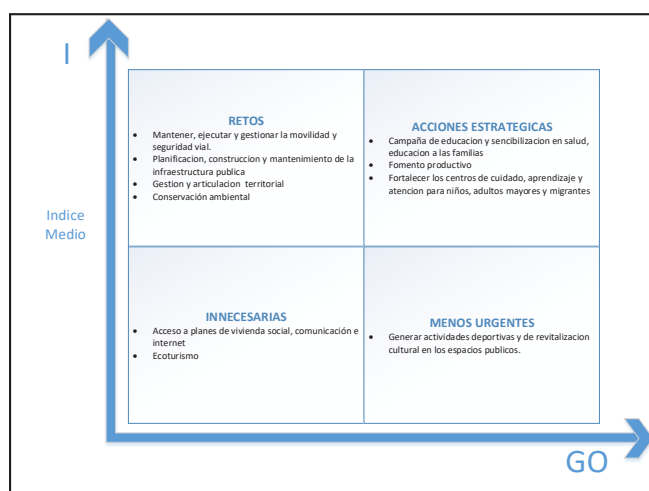 I
Indice
Medio
RETOS
• Mantener, ejecutar y gestionar la movilidad y
seguridad vial.
• Planificacion, construccion y mantenimiento de la
infraestructura publica
• Gestion y articulacion territorial
• Conservación ambiental
ACCIONES ESTRATEGICAS
• Campaña de educacion y sencibilizacion en salud,
educacion a las familias
• Fomento productivo
• Fortalecer los centros de cuidado, aprendizaje y
atencion para niños, adultos mayores y migrantes
INNECESARIAS
• Acceso a planes de vivienda social, comunicación e
internet
• Ecoturismo
MENOS URGENTES
• Generar actividades deportivas y de revitalizacion
cultural en los espacios publicos.
GO